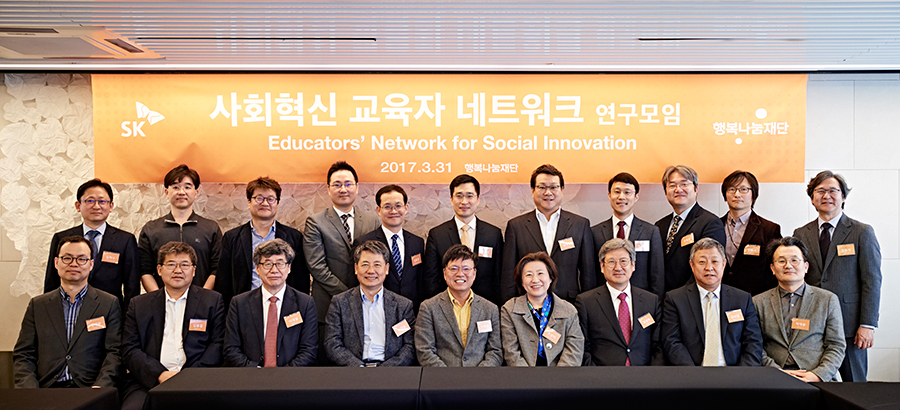 SK
사회혁신 교육자 네트워크 연구모임
Educators' Network for Social Innovation
2017.3.31 행복나눔재단
행복나눔재단